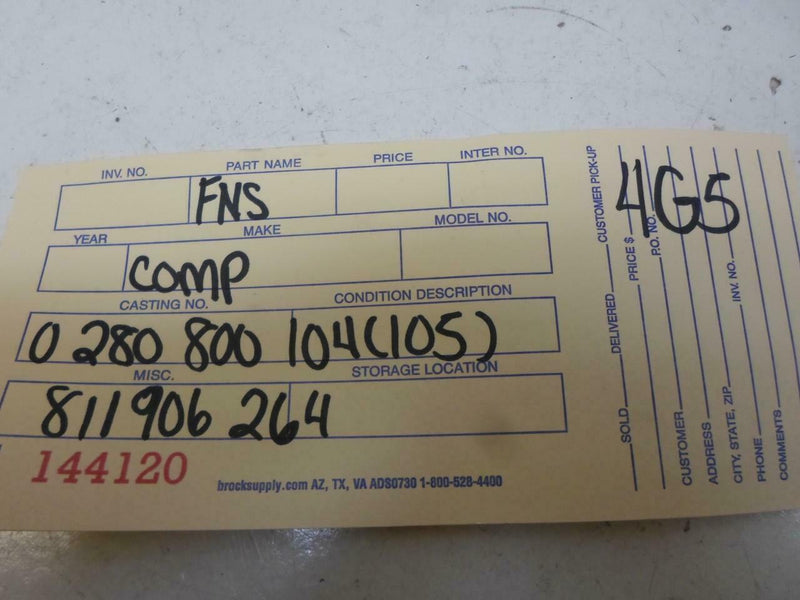 INV. NO. PART NAME PRICE INTER NO.
FNS
YEAR MAKE MODEL NO.
COMP
CASTING NO. CONDITION DESCRIPTION
0 280 800 104(105)
MISC. STORAGE LOCATION
811 906 264
144120
brocksupply.com AZ, TX, VA ADS0730 1-800-528-4400
4G5
SOLD DELIVERED CUSTOMER PICK-UP
PRICE $
P.O. NO.
CUSTOMER
ADDRESS
CITY, STATE, ZIP INV. NO.
PHONE
COMMENTS